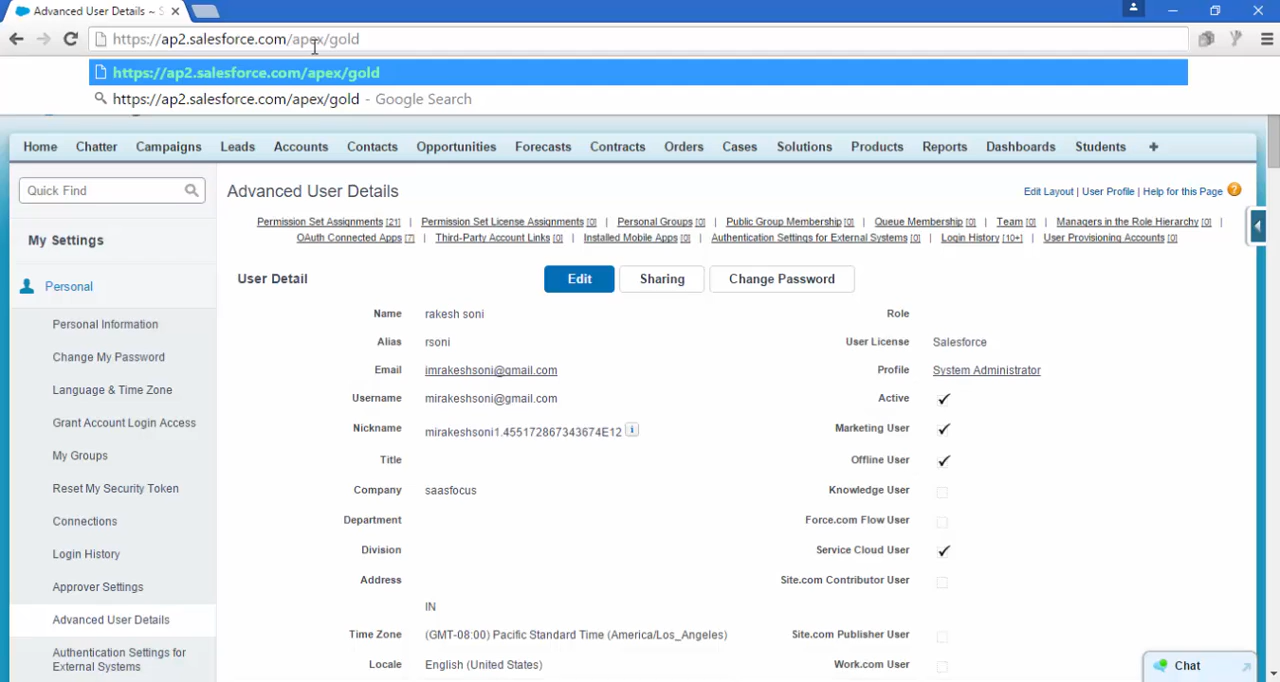 Advanced User Details ~ S
https://ap2.salesforce.com/apex/gold
https://ap2.salesforce.com/apex/gold
https://ap2.salesforce.com/apex/gold - Google Search
Home Chatter Campaigns Leads Accounts Contacts Opportunities Forecasts Contracts Orders Cases Solutions Products Reports Dashboards Students +
Quick Find
My Settings
Personal
Personal Information
Change My Password
Language & Time Zone
Grant Account Login Access
My Groups
Reset My Security Token
Connections
Login History
Approver Settings
Advanced User Details
Authentication Settings for
External Systems
Advanced User Details
Edit Layout | User Profile | Help for this Page ?
Permission Set Assignments [21] | Permission Set License Assignments [0] | Personal Groups [0] | Public Group Membership [0] | Queue Membership [0] | Team [0] | Managers in the Role Hierarchy [0] |
OAuth Connected Apps [7] | Third-Party Account Links [0] | Installed Mobile Apps [0] | Authentication Settings for External Systems [0] | Login History [10+] | User Provisioning Accounts [0]
User Detail Edit Sharing Change Password
Name rakesh soni Role
Alias rsoni User License Salesforce
Email imrakeshsoni@gmail.com Profile System Administrator
Username mirakeshsoni@gmail.com Active
Nickname mirakeshsoni1.455172867343674E12 i Marketing User
Title Offline User
Company saasfocus Knowledge User
Department Force.com Flow User
Division Service Cloud User
Address Site.com Contributor User
IN
Time Zone (GMT-08:00) Pacific Standard Time (America/Los_Angeles) Site.com Publisher User
Locale English (United States) Work.com User
Chat